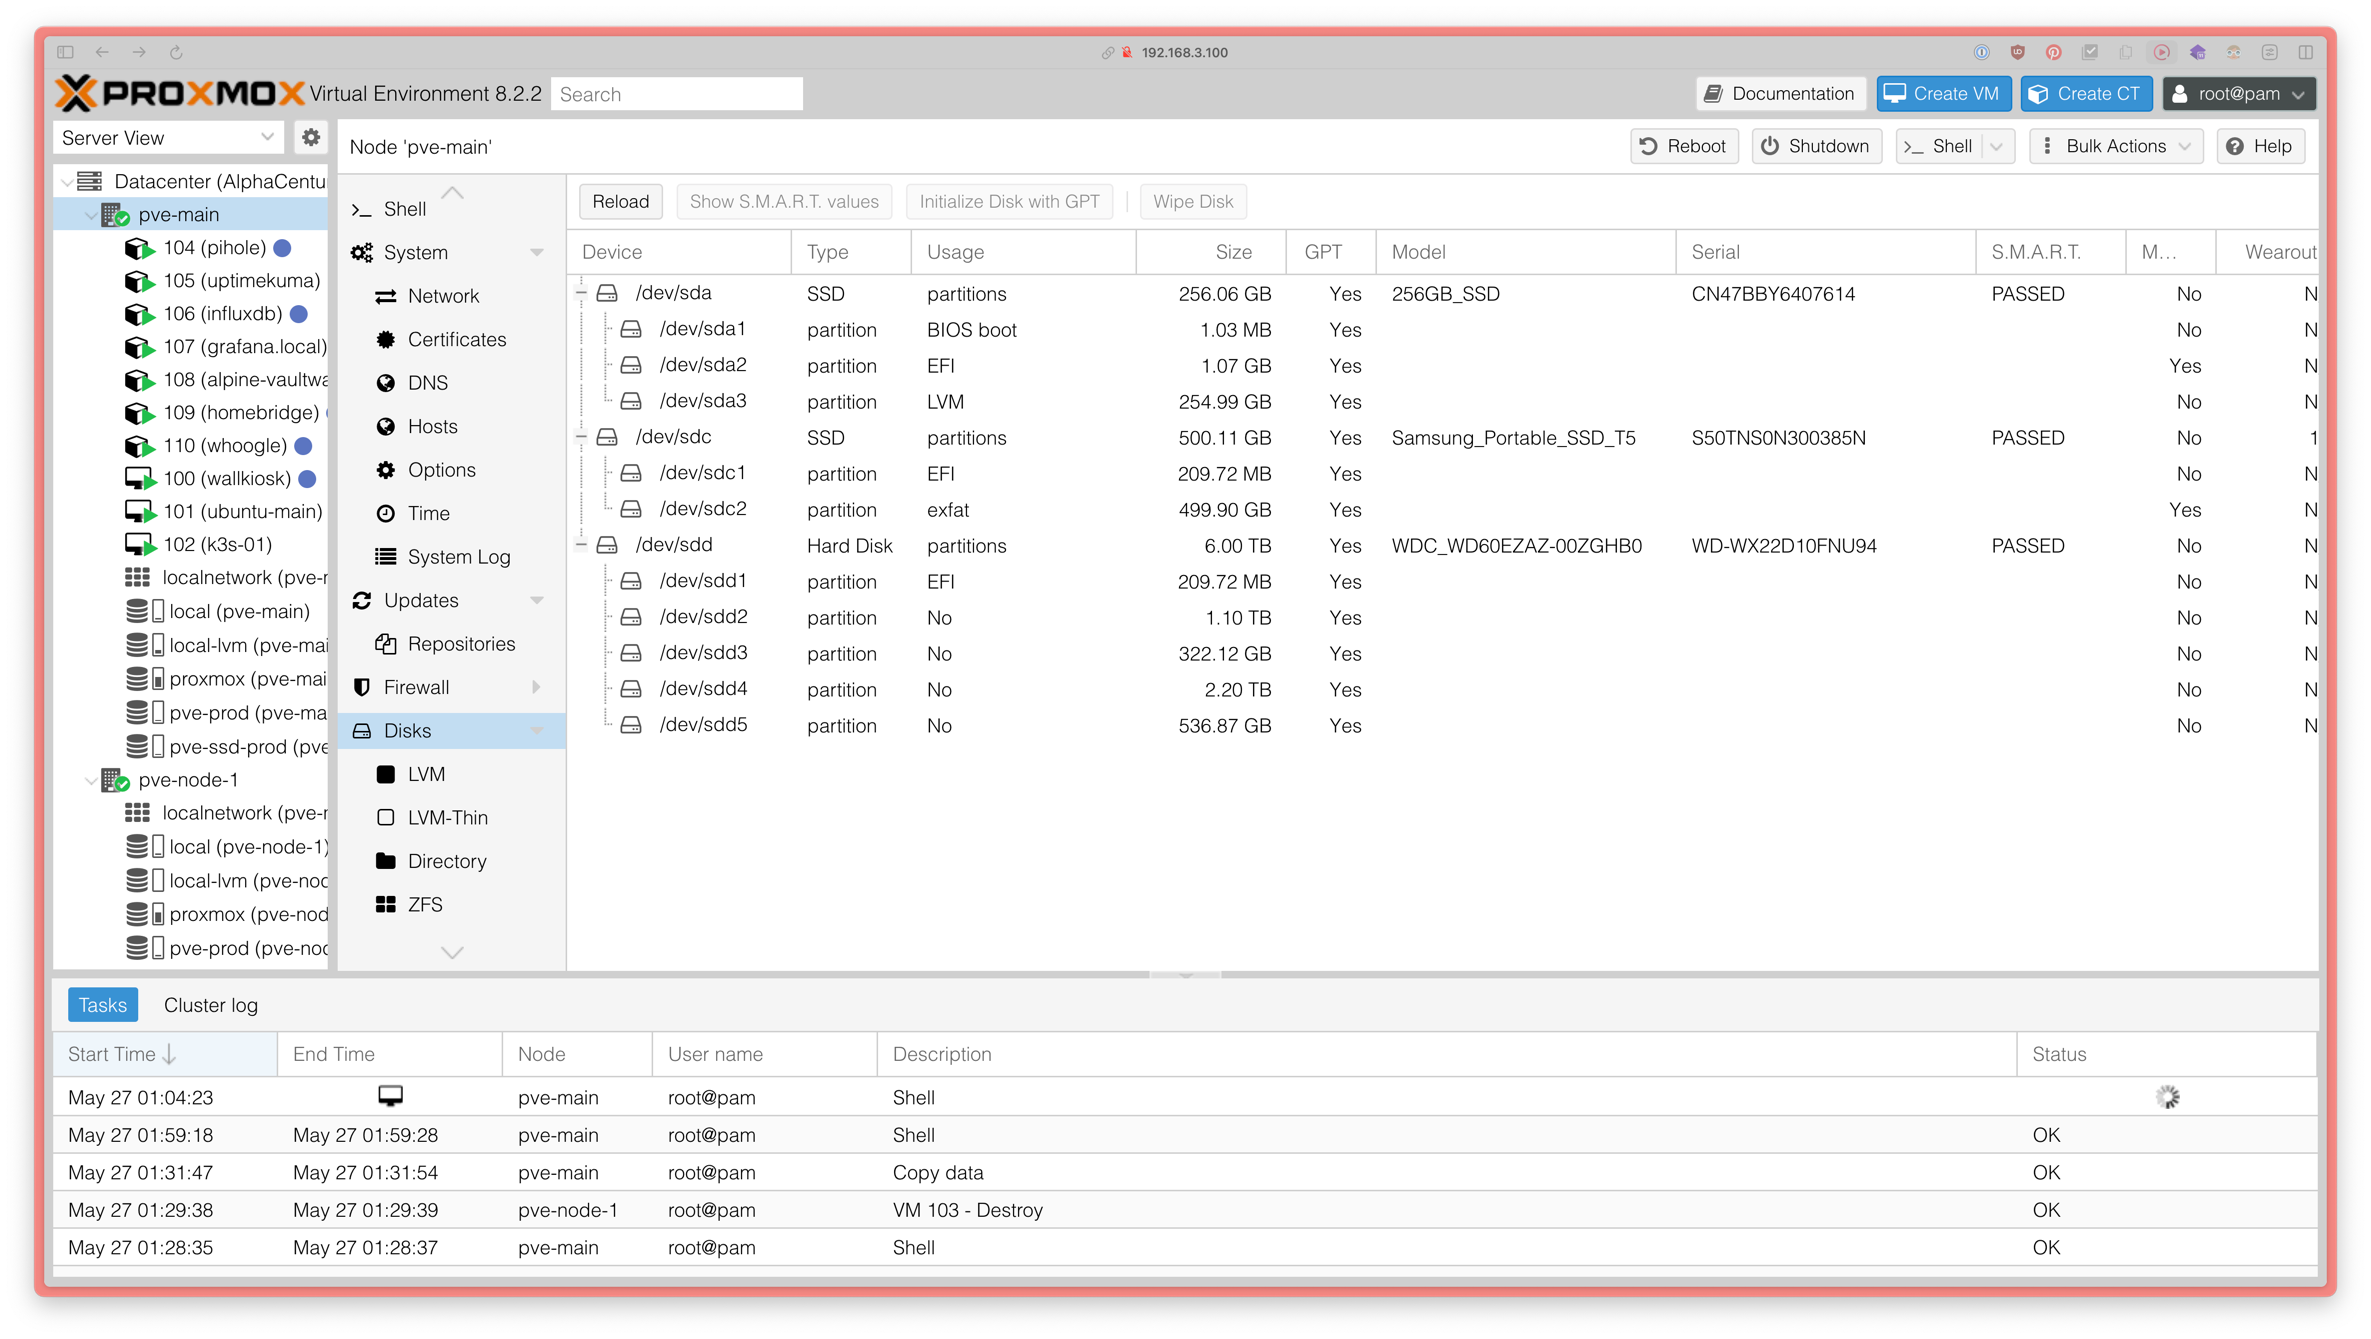 192.168.3.100
PROXMOX Virtual Environment 8.2.2 Search Documentation Create VM Create CT root@pam
Server View
Node 'pve-main' Reboot Shutdown Shell Bulk Actions Help
Datacenter (AlphaCentu
pve-main
104 (pihole)
105 (uptimekuma)
106 (influxdb)
107 (grafana.local)
108 (alpine-vaultwa
109 (homebridge)
110 (whoogle)
100 (wallkiosk)
101 (ubuntu-main)
102 (k3s-01)
localnetwork (pve-r
local (pve-main)
local-lvm (pve-mai
proxmox (pve-mai
pve-prod (pve-ma
pve-ssd-prod (pve
pve-node-1
localnetwork (pve-r
local (pve-node-1)
local-lvm (pve-nod
proxmox (pve-nod
pve-prod (pve-noc
Shell
System
Network
Certificates
DNS
Hosts
Options
Time
System Log
Updates
Repositories
Firewall
Disks
LVM
LVM-Thin
Directory
ZFS
Reload Show S.M.A.R.T. values Initialize Disk with GPT Wipe Disk
Device Type Usage Size GPT Model Serial S.M.A.R.T. M... Wearout
/dev/sda SSD partitions 256.06 GB Yes 256GB_SSD CN47BBY6407614 PASSED No N
/dev/sda1 partition BIOS boot 1.03 MB Yes No N
/dev/sda2 partition EFI 1.07 GB Yes Yes N
/dev/sda3 partition LVM 254.99 GB Yes No N
/dev/sdc SSD partitions 500.11 GB Yes Samsung_Portable_SSD_T5 S50TNS0N300385N PASSED No 1
/dev/sdc1 partition EFI 209.72 MB Yes No N
/dev/sdc2 partition exfat 499.90 GB Yes Yes N
/dev/sdd Hard Disk partitions 6.00 TB Yes WDC_WD60EZAZ-00ZGHB0 WD-WX22D10FNU94 PASSED No N
/dev/sdd1 partition EFI 209.72 MB Yes No N
/dev/sdd2 partition No 1.10 TB Yes No N
/dev/sdd3 partition No 322.12 GB Yes No N
/dev/sdd4 partition No 2.20 TB Yes No N
/dev/sdd5 partition No 536.87 GB Yes No N
Tasks Cluster log
Start Time End Time Node User name Description Status
May 27 01:04:23 pve-main root@pam Shell
May 27 01:59:18 May 27 01:59:28 pve-main root@pam Shell OK
May 27 01:31:47 May 27 01:31:54 pve-main root@pam Copy data OK
May 27 01:29:38 May 27 01:29:39 pve-node-1 root@pam VM 103 - Destroy OK
May 27 01:28:35 May 27 01:28:37 pve-main root@pam Shell OK